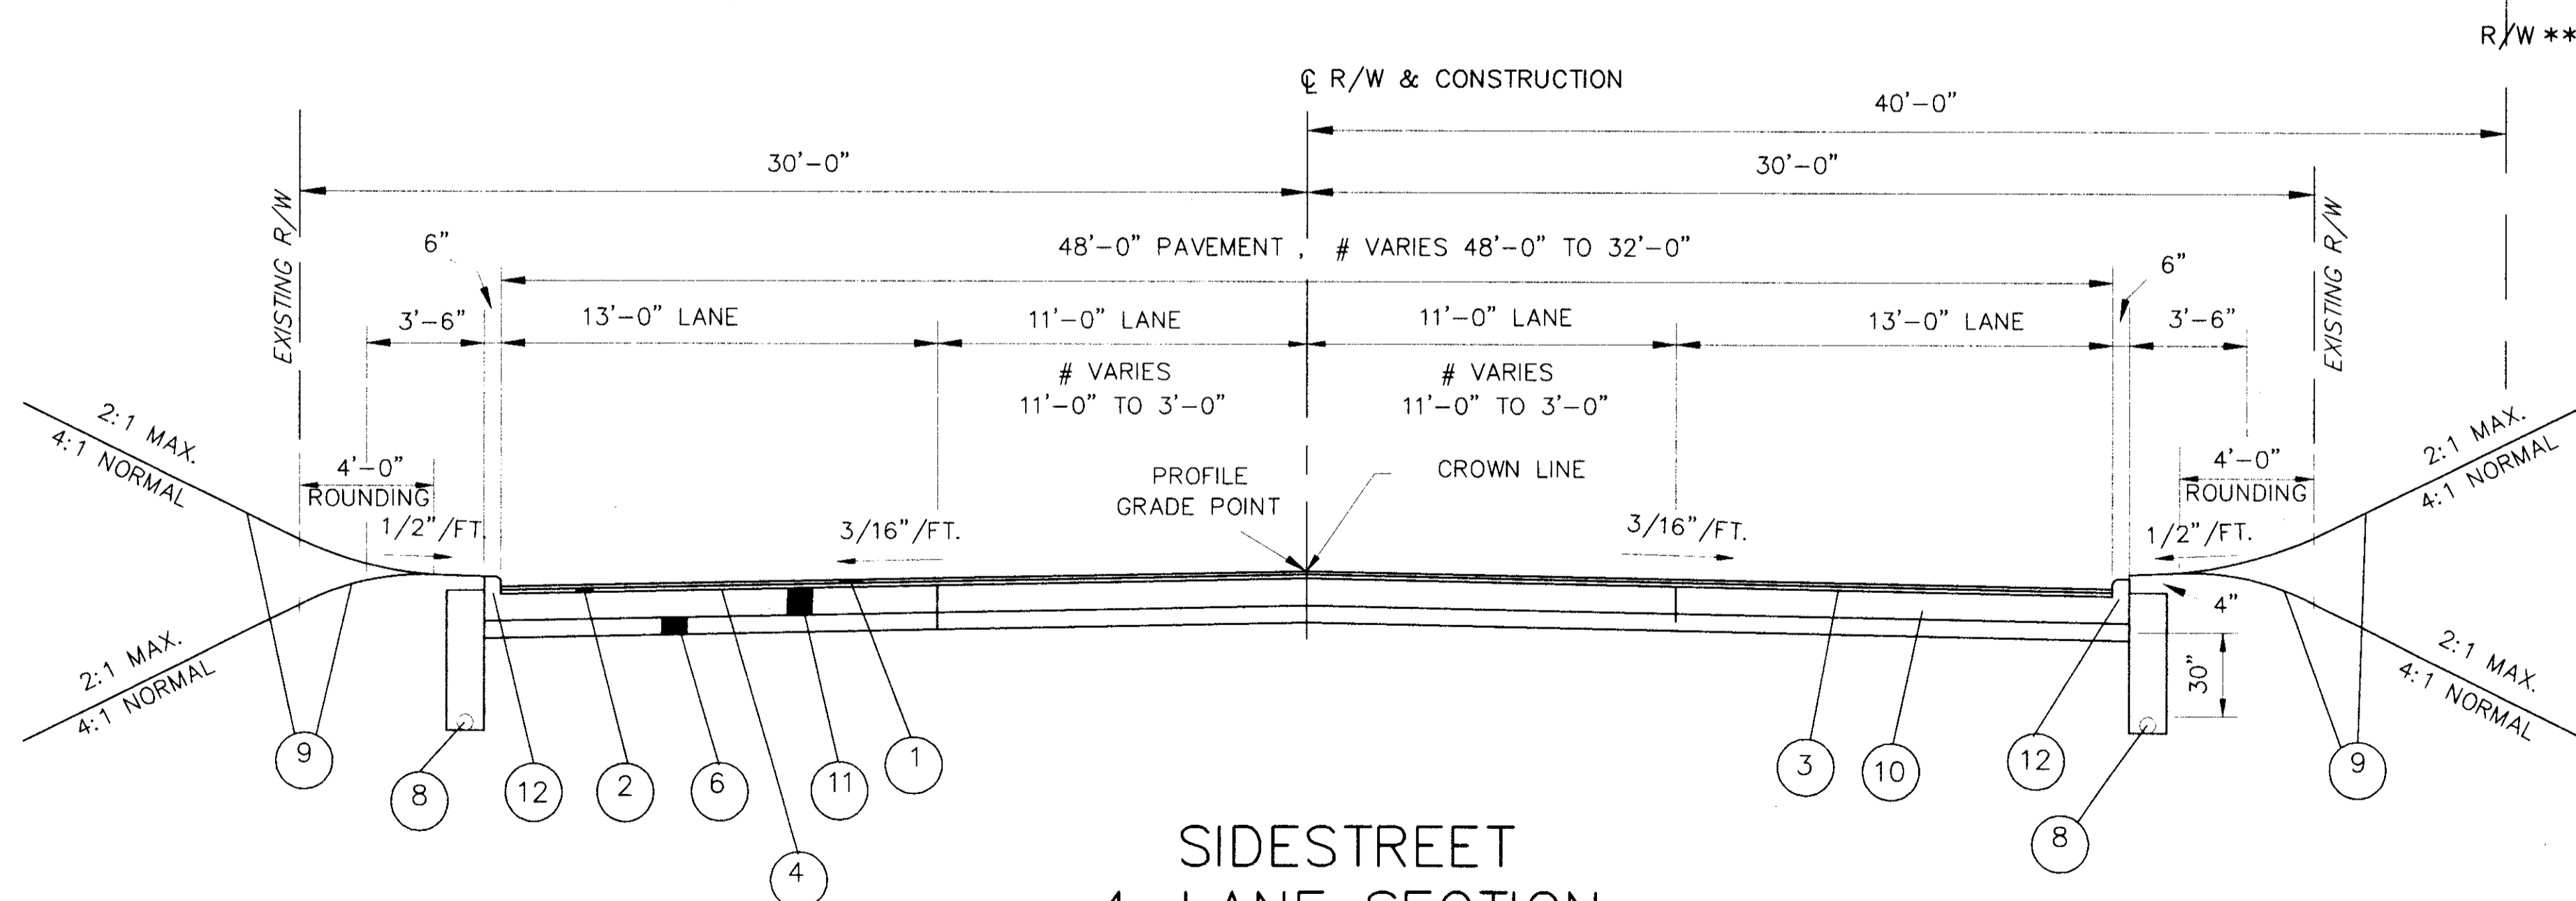 R/W **
℄ R/W & CONSTRUCTION
40'-0"
30'-0"
30'-0"
EXISTING R/W
EXISTING R/W
6"
48'-0" PAVEMENT, # VARIES 48'-0" TO 32'-0"
6"
3'-6"
13'-0" LANE
11'-0" LANE
11'-0" LANE
13'-0" LANE
3'-6"
# VARIES
11'-0" TO 3'-0"
# VARIES
11'-0" TO 3'-0"
2:1 MAX.
4:1 NORMAL
4'-0"
ROUNDING
PROFILE
GRADE POINT
CROWN LINE
4'-0"
ROUNDING
2:1 MAX.
4:1 NORMAL
1/2"/FT.
3/16"/FT.
3/16"/FT.
1/2"/FT.
4"
30"
2:1 MAX.
4:1 NORMAL
2:1 MAX.
4:1 NORMAL
9
8
12
2
6
11
1
4
3
10
12
8
9
SIDESTREET
4 LANE SECTION